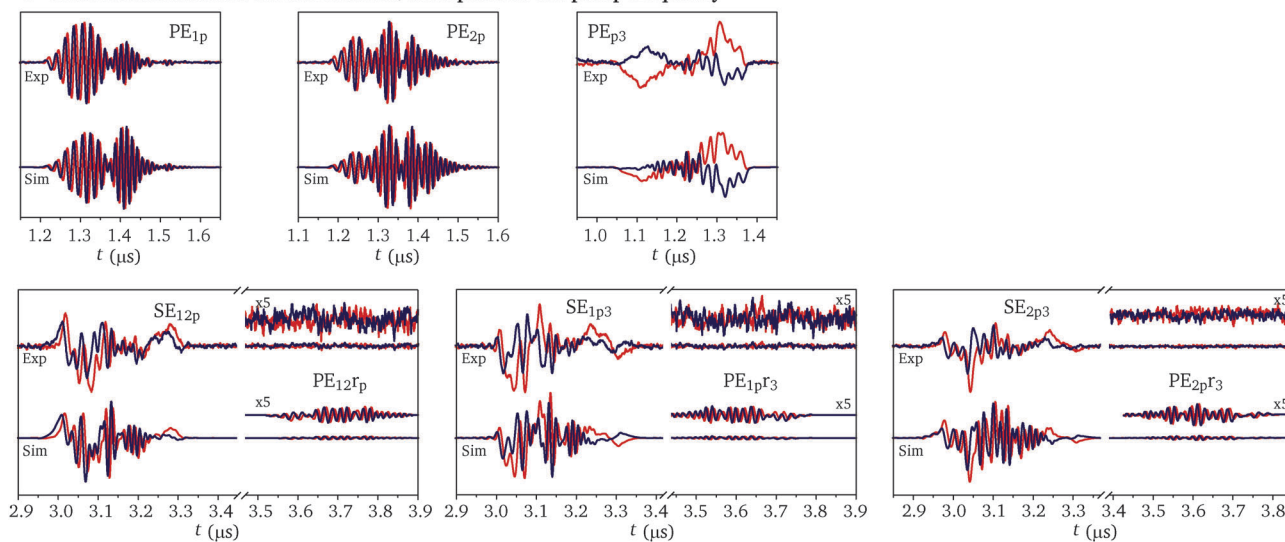 PE1p
Exp
Sim
1.2 1.3 1.4 1.5 1.6
t (μs)
PE2p
Exp
Sim
1.1 1.2 1.3 1.4 1.5 1.6
t (μs)
PEp3
Exp
Sim
1.0 1.1 1.2 1.3 1.4
t (μs)
SE12p
x5
Exp
PE12rp
x5
Sim
2.9 3.0 3.1 3.2 3.3 3.4 3.5 3.6 3.7 3.8 3.9
t (μs)
SE1p3
x5
Exp
PE1pr3
x5
Sim
2.9 3.0 3.1 3.2 3.3 3.4 3.5 3.6 3.7 3.8 3.9
t (μs)
SE2p3
x5
Exp
PE2pr3
x5
Sim
2.9 3.0 3.1 3.2 3.3 3.4 3.5 3.6 3.7 3.8
t (μs)